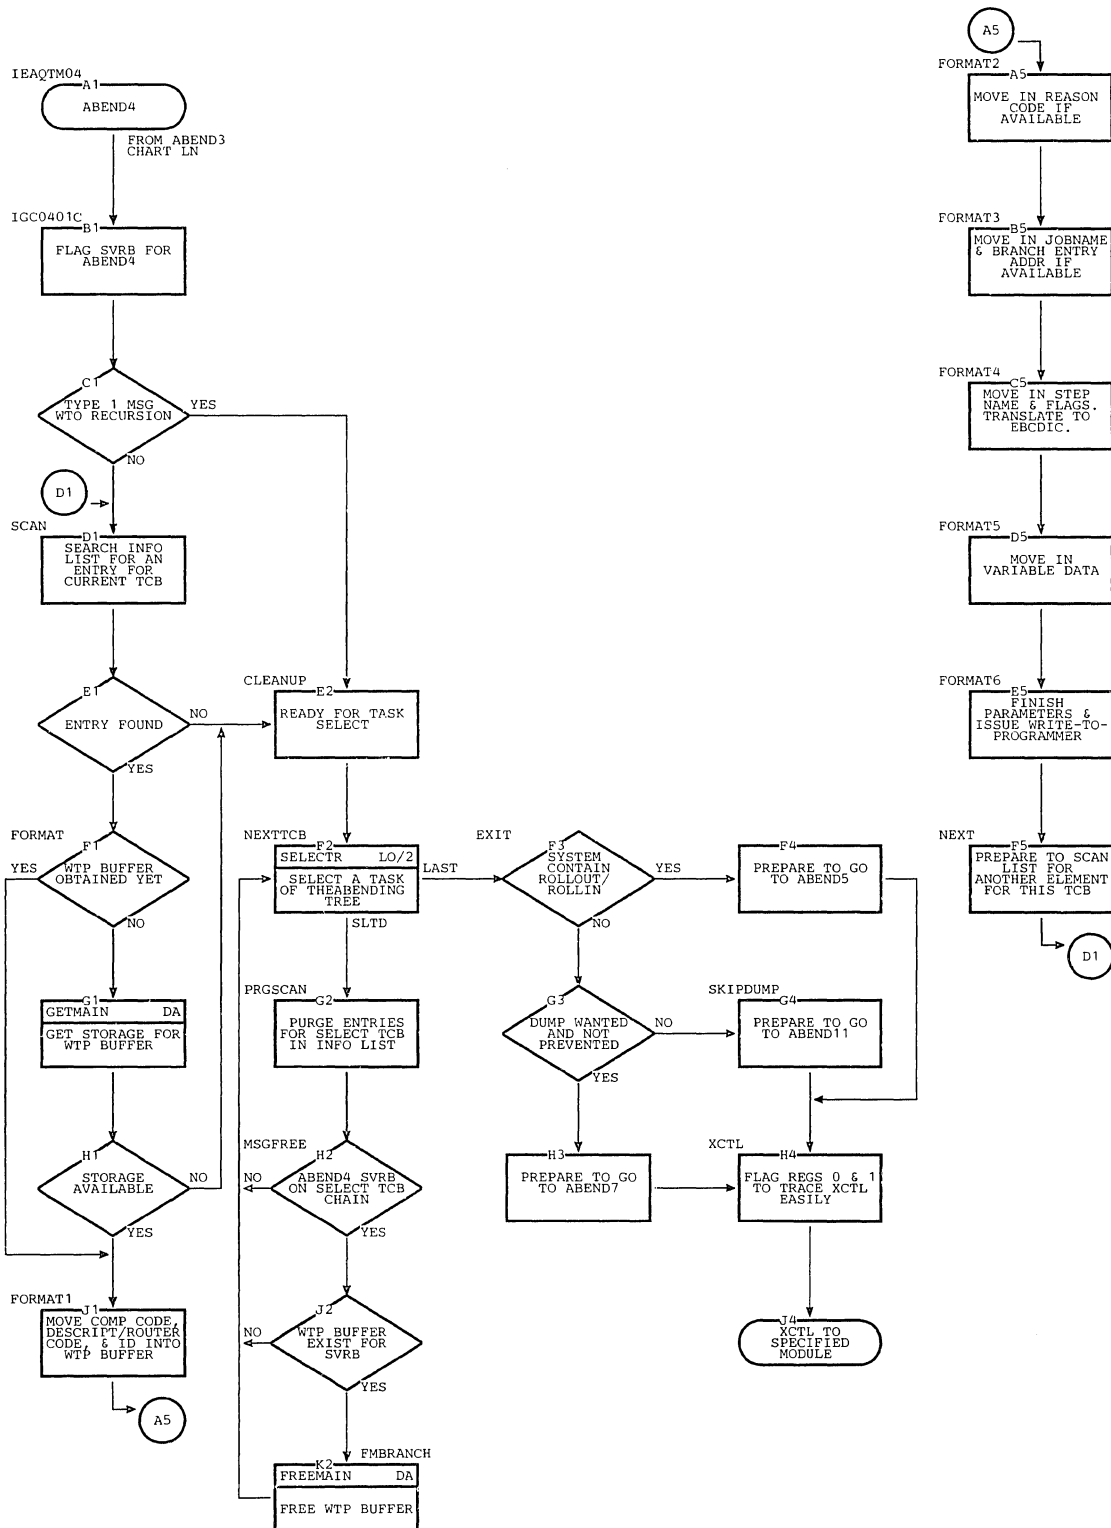 IEAQTM04
A1
ABEND4
FROM ABEND3
CHART LN
IGC0401C
B1
FLAG SVRB FOR
ABEND4
C1
TYPE 1 MSG
WTO RECURSION
YES
NO
D1
SCAN
D1
SEARCH INFO
LIST FOR AN
ENTRY FOR
CURRENT TCB
E1
ENTRY FOUND
NO
YES
FORMAT
F1
YES
WTP BUFFER
OBTAINED YET
NO
G1
GETMAIN DA
GET STORAGE FOR
WTP BUFFER
H1
STORAGE
AVAILABLE
NO
YES
FORMAT1
J1
MOVE COMP CODE,
DESCRIPT/ROUTER
CODE, & ID INTO
WTP BUFFER
A5
CLEANUP
E2
READY FOR TASK
SELECT
NEXTTCB
F2
SELECTR LO/2
LAST
SELECT A TASK
OF THEABENDING
TREE
SLTD
PRGSCAN
G2
PURGE ENTRIES
FOR SELECT TCB
IN INFO LIST
MSGFREE
H2
NO
ABEND4 SVRB
ON SELECT TCB
CHAIN
YES
J2
NO
WTP BUFFER
EXIST FOR
SVRB
YES
FMBRANCH
K2
FREEMAIN DA
FREE WTP BUFFER
EXIT
F3
SYSTEM
CONTAIN
ROLLOUT/
ROLLIN
YES
NO
G3
DUMP WANTED
AND NOT
PREVENTED
NO
YES
H3
PREPARE TO GO
TO ABEND7
F4
PREPARE TO GO
TO ABEND5
SKIPDUMP
G4
PREPARE TO GO
TO ABEND11
XCTL
H4
FLAG REGS 0 & 1
TO TRACE XCTL
EASILY
J4
XCTL TO
SPECIFIED
MODULE
A5
FORMAT2
A5
MOVE IN REASON
CODE IF
AVAILABLE
FORMAT3
B5
MOVE IN JOBNAME
& BRANCH ENTRY
ADDR IF
AVAILABLE
FORMAT4
C5
MOVE IN STEP
NAME & FLAGS.
TRANSLATE TO
EBCDIC.
FORMAT5
D5
MOVE IN
VARIABLE DATA
FORMAT6
E5
FINISH
PARAMETERS &
ISSUE WRITE-TO-
PROGRAMMER
NEXT
F5
PREPARE TO SCAN
LIST FOR
ANOTHER ELEMENT
FOR THIS TCB
D1